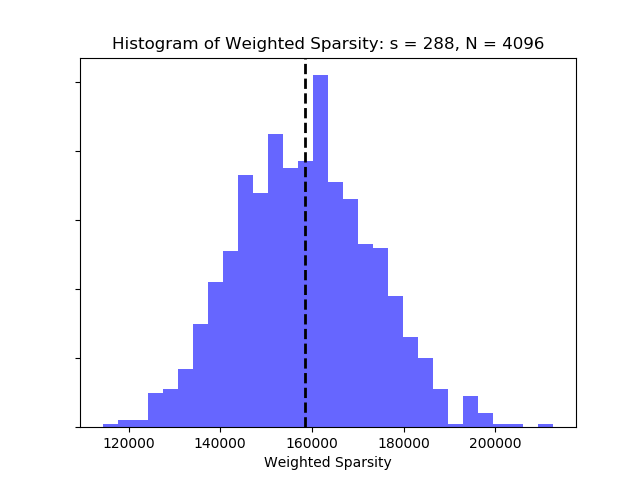 Histogram of Weighted Sparsity: s = 288, N = 4096
120000 140000 160000 180000 200000
Weighted Sparsity